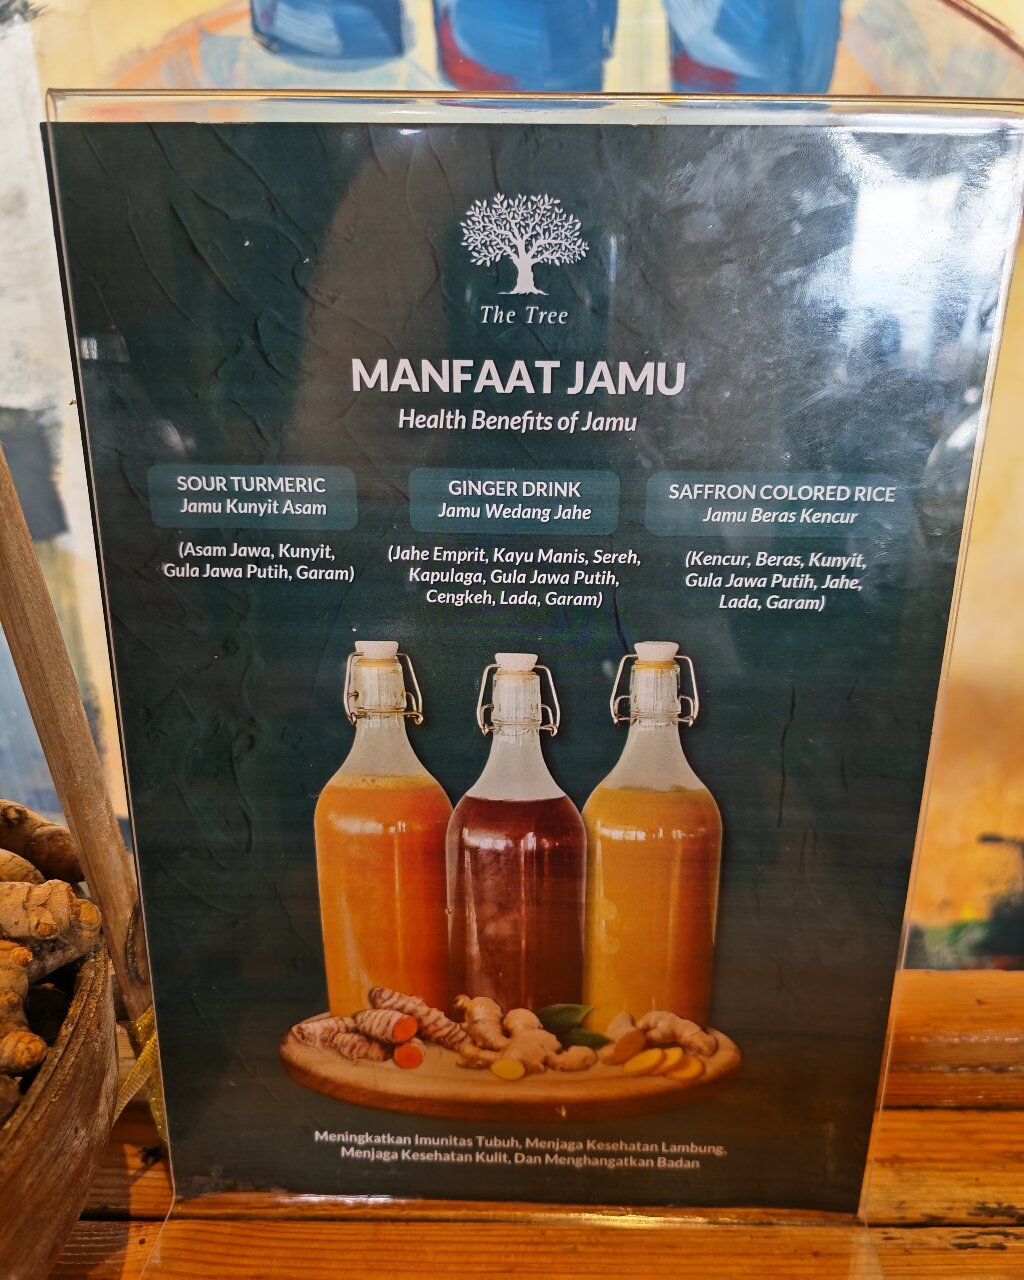 The Tree
MANFAAT JAMU
Health Benefits of Jamu
SOUR TURMERIC
Jamu Kunyit Asam
(Asam Jawa, Kunyit,
Gula Jawa Putih, Garam)
GINGER DRINK
Jamu Wedang Jahe
(Jahe Emprit, Kayu Manis, Sereh,
Kapulaga, Gula Jawa Putih,
Cengkeh, Lada, Garam)
SAFFRON COLORED RICE
Jamu Beras Kencur
(Kencur, Beras, Kunyit,
Gula Jawa Putih, Jahe,
Lada, Garam)
Meningkatkan Imunitas Tubuh, Menjaga Kesehatan Lambung,
Menjaga Kesehatan Kulit, Dan Menghangatkan Badan